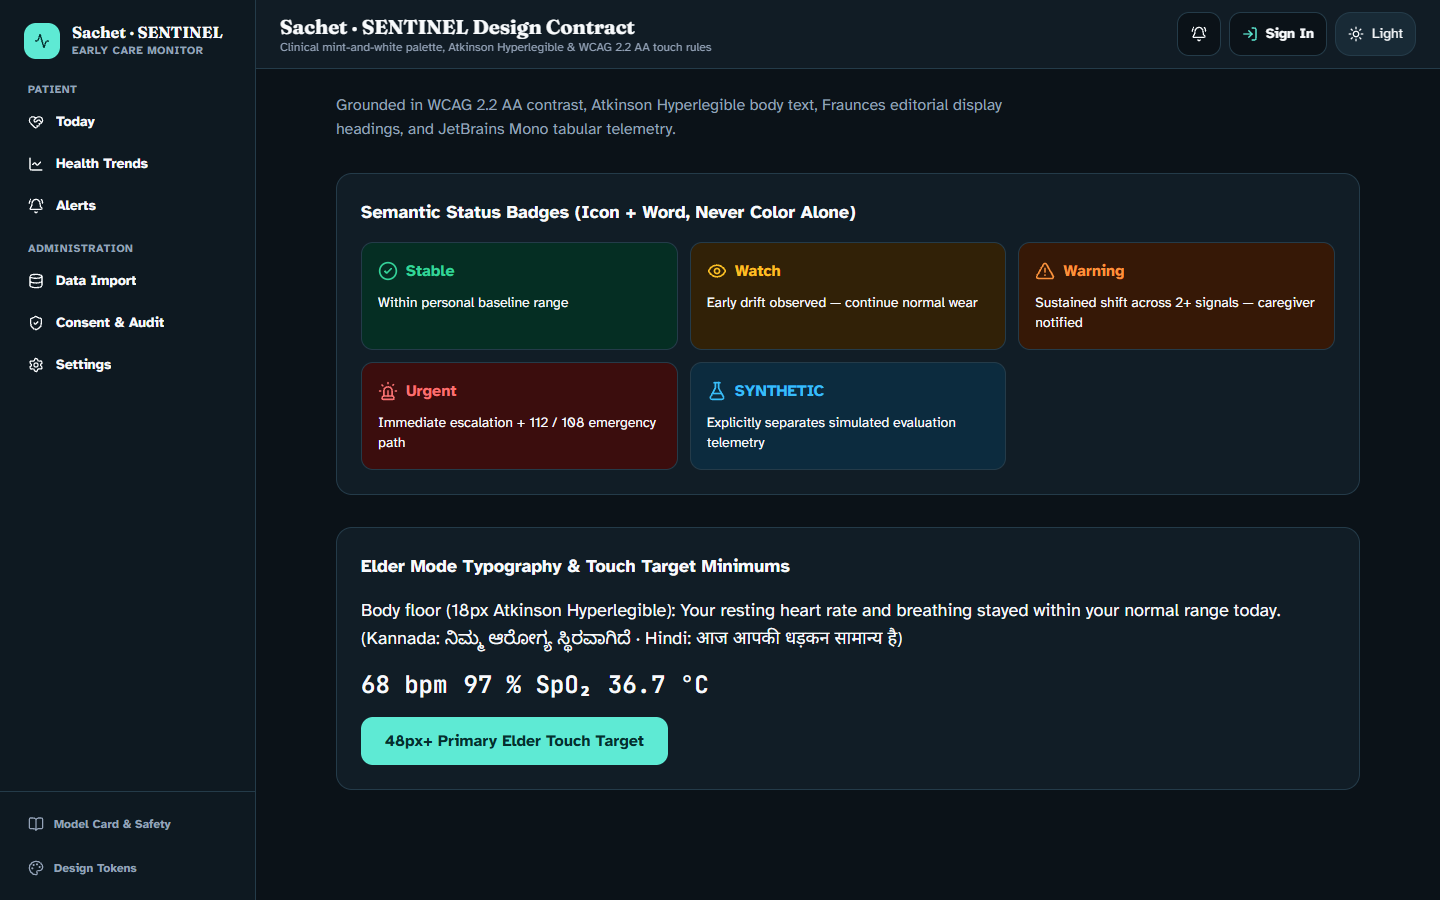 Sachet · SENTINEL
EARLY CARE MONITOR
PATIENT
Today
Health Trends
Alerts
ADMINISTRATION
Data Import
Consent & Audit
Settings
Model Card & Safety
Design Tokens
Sachet · SENTINEL Design Contract
Clinical mint-and-white palette, Atkinson Hyperlegible & WCAG 2.2 AA touch rules
Sign In
Light
Grounded in WCAG 2.2 AA contrast, Atkinson Hyperlegible body text, Fraunces editorial display
headings, and JetBrains Mono tabular telemetry.
Semantic Status Badges (Icon + Word, Never Color Alone)
Stable
Within personal baseline range
Watch
Early drift observed — continue normal wear
Warning
Sustained shift across 2+ signals — caregiver
notified
Urgent
Immediate escalation + 112 / 108 emergency
path
SYNTHETIC
Explicitly separates simulated evaluation
telemetry
Elder Mode Typography & Touch Target Minimums
Body floor (18px Atkinson Hyperlegible): Your resting heart rate and breathing stayed within your normal range today.
(Kannada: ನಿಮ್ಮ ಆರೋಗ್ಯ ಸ್ಥಿರವಾಗಿದೆ · Hindi: आज आपकी धड़कन सामान्य है)
68 bpm 97 % SpO₂ 36.7 °C
48px+ Primary Elder Touch Target